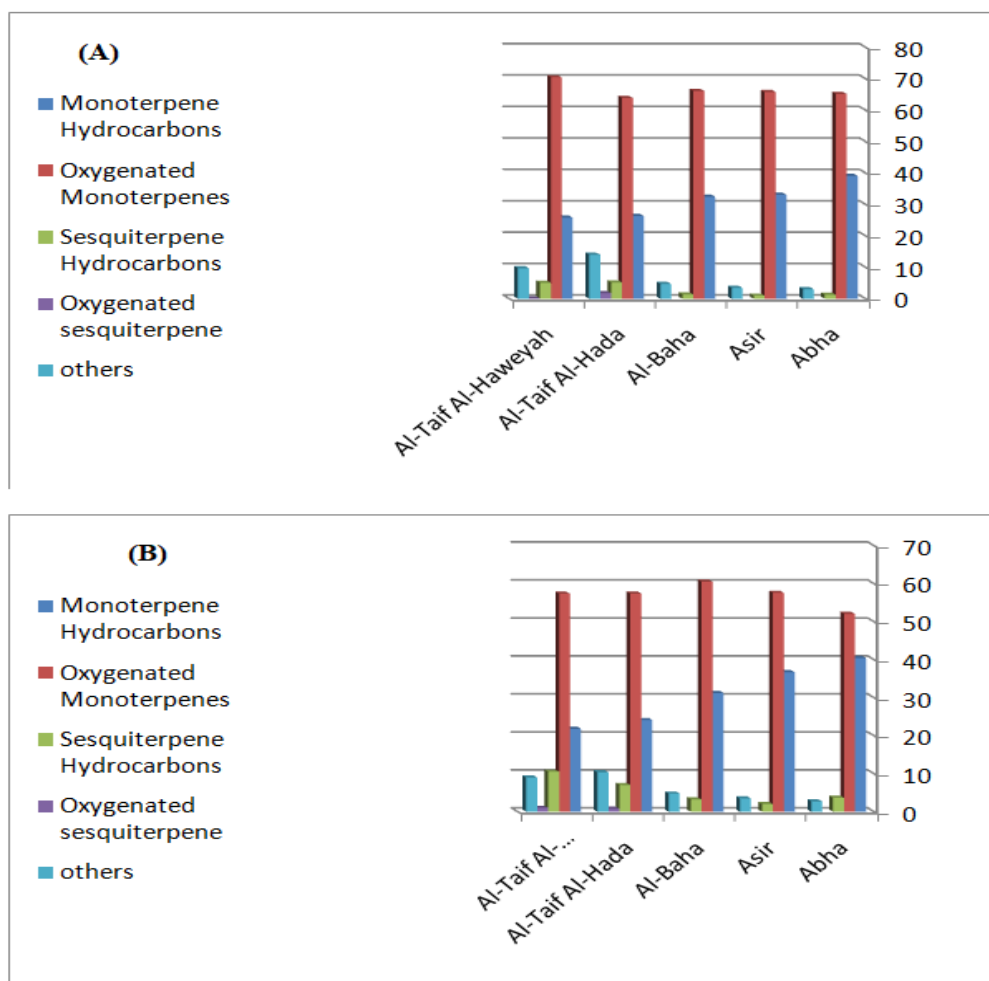 (A)
Monoterpene
Hydrocarbons
Oxygenated
Monoterpenes
Sesquiterpene
Hydrocarbons
Oxygenated
sesquiterpene
others
80
70
60
50
40
30
20
10
0
Al-Taif Al-Haweyah
Al-Taif Al-Hada
Al-Baha
Asir
Abha
(B)
Monoterpene
Hydrocarbons
Oxygenated
Monoterpenes
Sesquiterpene
Hydrocarbons
Oxygenated
sesquiterpene
others
70
60
50
40
30
20
10
0
Al-Taif Al-...
Al-Taif Al-Hada
Al-Baha
Asir
Abha